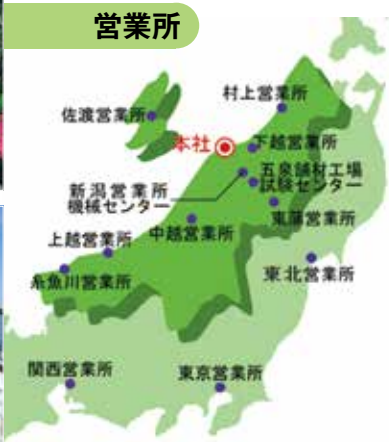 営業所
村上営業所
佐渡営業所
本社
下越営業所
五泉舗材工場
試験センター
新潟営業所
機械センター
東蒲営業所
中越営業所
上越営業所
東北営業所
糸魚川営業所
関西営業所
東京営業所